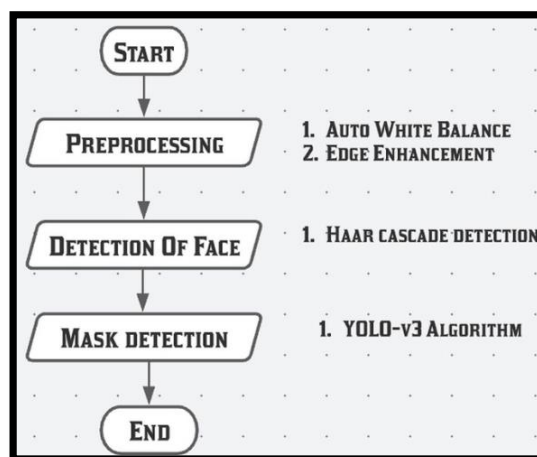 START
PREPROCESSING
1. AUTO WHITE BALANCE
2. EDGE ENHANCEMENT
DETECTION OF FACE
1. HAAR CASCADE DETECTION
MASK DETECTION
1. YOLO-V3 ALGORITHM
END